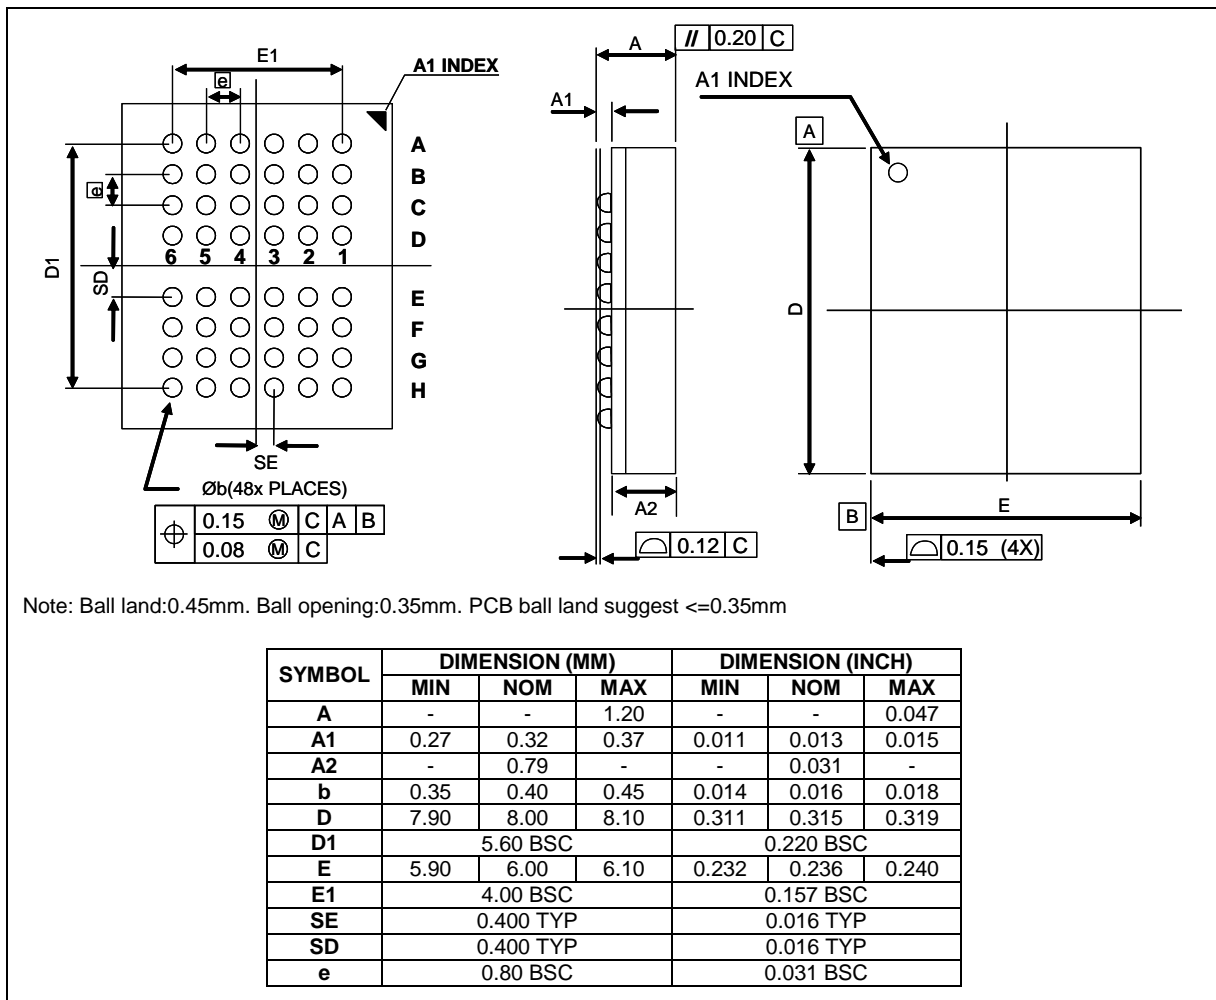 E1
e
A1 INDEX
A
B
C
D
6 5 4 3 2 1
E
F
G
H
e
D1
SD
SE
Øb(48x PLACES)
0.15 Ⓜ C A B
0.08 Ⓜ C
A
// 0.20 C
A1
A2
0.12 C
A1 INDEX
A
D
B
E
0.15 (4X)
Note: Ball land:0.45mm. Ball opening:0.35mm. PCB ball land suggest <=0.35mm
SYMBOL DIMENSION (MM) DIMENSION (INCH)
MIN NOM MAX MIN NOM MAX
A - - 1.20 - - 0.047
A1 0.27 0.32 0.37 0.011 0.013 0.015
A2 - 0.79 - - 0.031 -
b 0.35 0.40 0.45 0.014 0.016 0.018
D 7.90 8.00 8.10 0.311 0.315 0.319
D1 5.60 BSC 0.220 BSC
E 5.90 6.00 6.10 0.232 0.236 0.240
E1 4.00 BSC 0.157 BSC
SE 0.400 TYP 0.016 TYP
SD 0.400 TYP 0.016 TYP
e 0.80 BSC 0.031 BSC